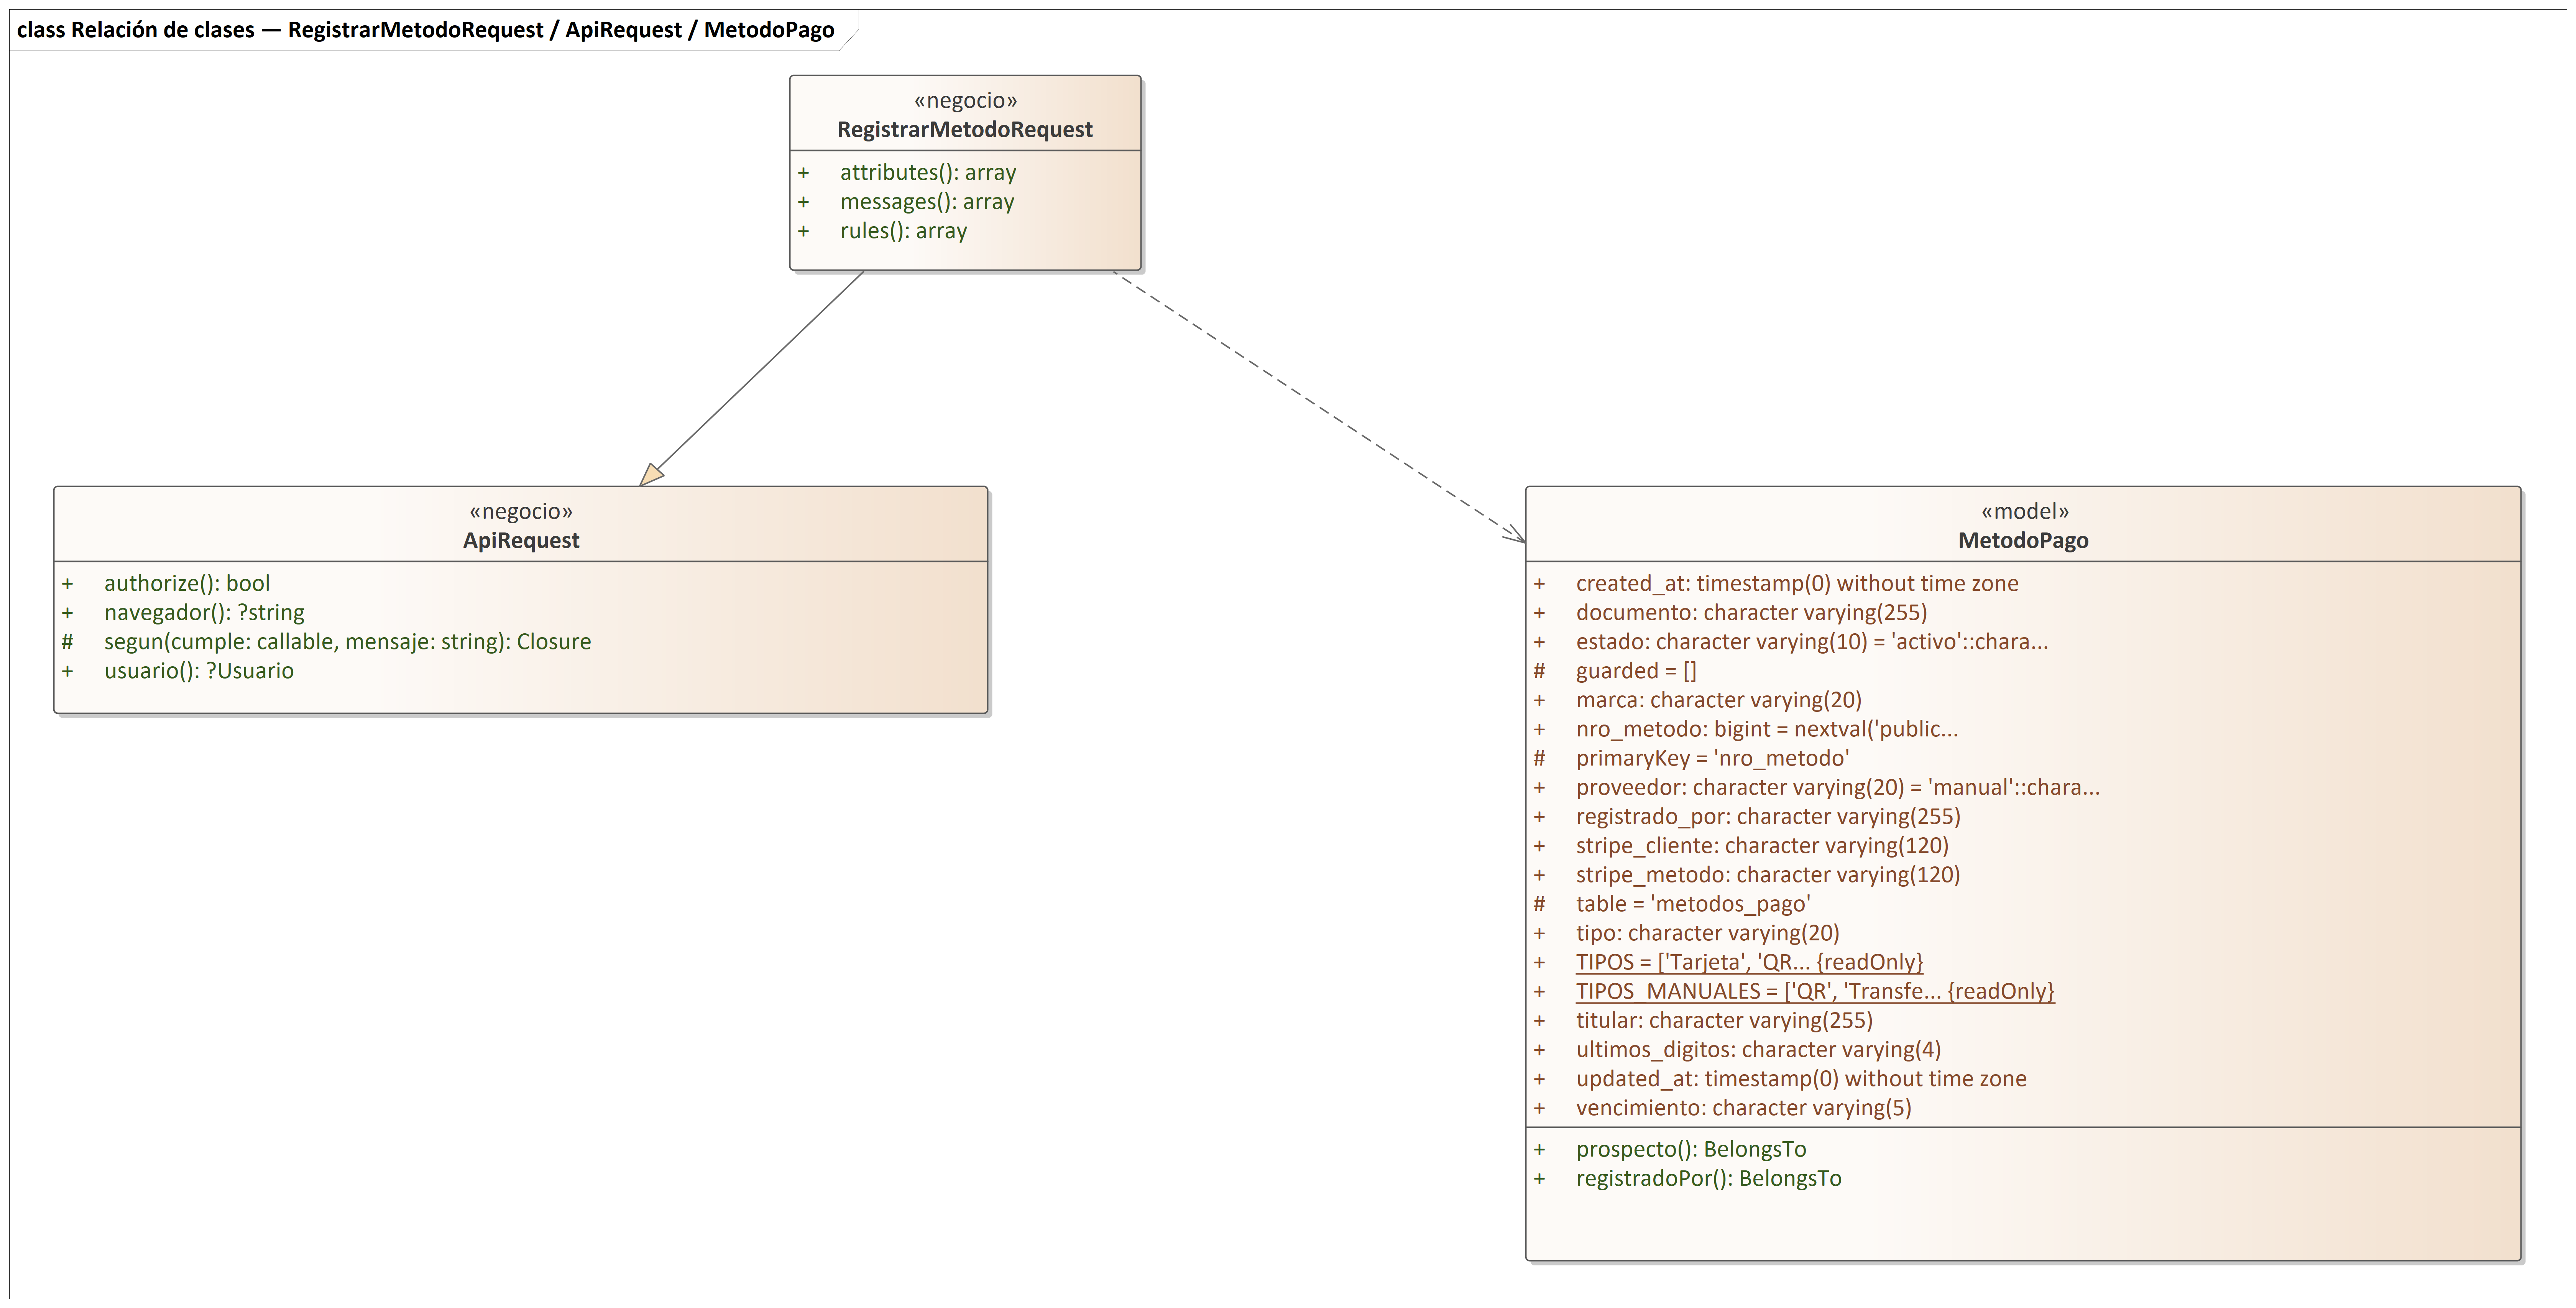 class Relación de clases — RegistrarMetodoRequest / ApiRequest / MetodoPago
«negocio»
RegistrarMetodoRequest
+ attributes(): array
+ messages(): array
+ rules(): array
«negocio»
ApiRequest
+ authorize(): bool
+ navegador(): ?string
# segun(cumple: callable, mensaje: string): Closure
+ usuario(): ?Usuario
«model»
MetodoPago
+ created_at: timestamp(0) without time zone
+ documento: character varying(255)
+ estado: character varying(10) = 'activo'::chara...
# guarded = []
+ marca: character varying(20)
+ nro_metodo: bigint = nextval('public...
# primaryKey = 'nro_metodo'
+ proveedor: character varying(20) = 'manual'::chara...
+ registrado_por: character varying(255)
+ stripe_cliente: character varying(120)
+ stripe_metodo: character varying(120)
# table = 'metodos_pago'
+ tipo: character varying(20)
+ TIPOS = ['Tarjeta', 'QR... {readOnly}
+ TIPOS_MANUALES = ['QR', 'Transfe... {readOnly}
+ titular: character varying(255)
+ ultimos_digitos: character varying(4)
+ updated_at: timestamp(0) without time zone
+ vencimiento: character varying(5)
+ prospecto(): BelongsTo
+ registradoPor(): BelongsTo